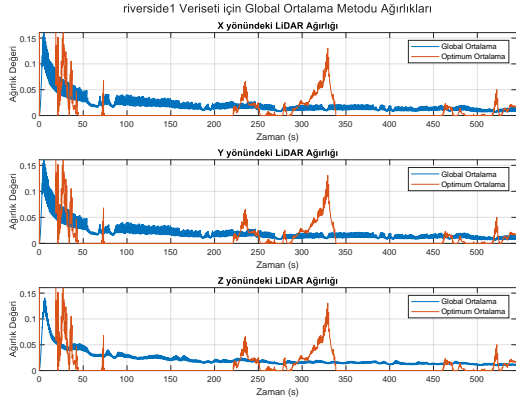 riverside1 Veriseti için Global Ortalama Metodu Ağırlıkları
X yönündeki LiDAR Ağırlığı
Ağırlık Değeri
0.15
0.1
0.05
0
Global Ortalama
Optimum Ortalama
0 50 100 150 200 250 300 350 400 450 500
Zaman (s)
Y yönündeki LiDAR Ağırlığı
Ağırlık Değeri
0.15
0.1
0.05
0
Global Ortalama
Optimum Ortalama
0 50 100 150 200 250 300 350 400 450 500
Zaman (s)
Z yönündeki LiDAR Ağırlığı
Ağırlık Değeri
0.15
0.1
0.05
0
Global Ortalama
Optimum Ortalama
0 50 100 150 200 250 300 350 400 450 500
Zaman (s)